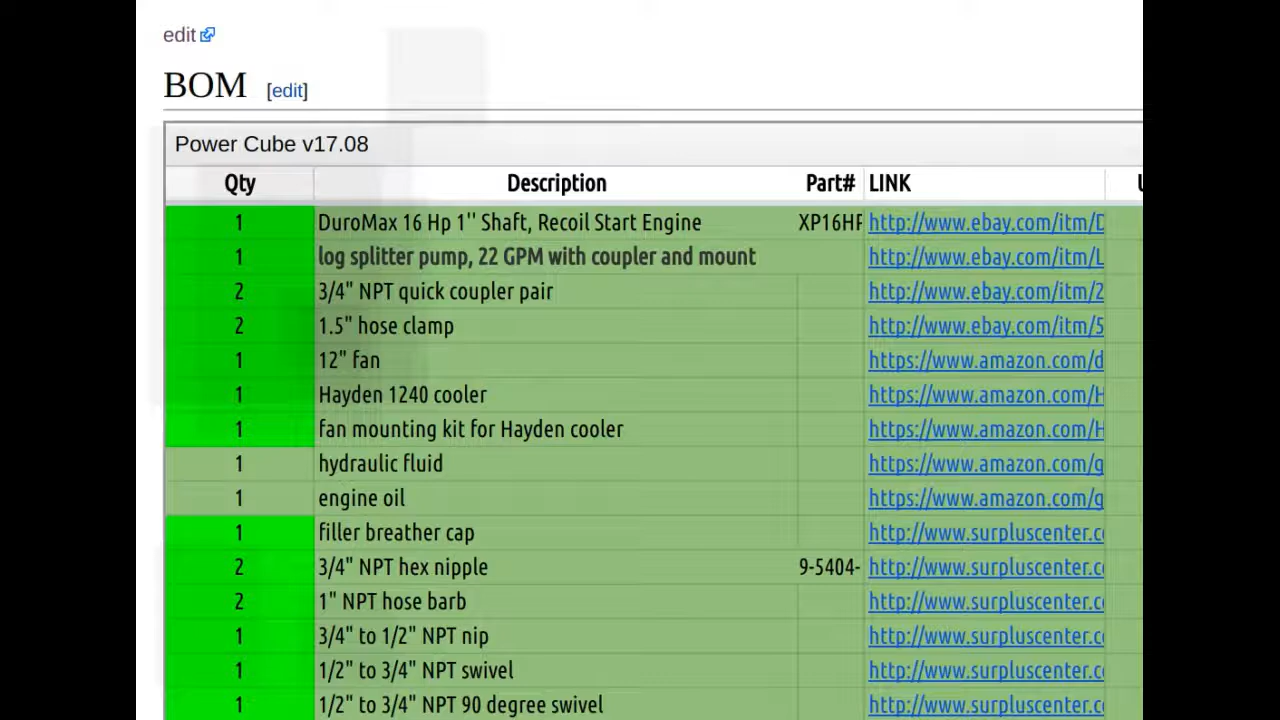 edit
BOM [edit]
Power Cube v17.08
Qty Description Part# LINK
1 DuroMax 16 Hp 1'' Shaft, Recoil Start Engine XP16HP http://www.ebay.com/itm/D
1 log splitter pump, 22 GPM with coupler and mount http://www.ebay.com/itm/L
2 3/4" NPT quick coupler pair http://www.ebay.com/itm/2
2 1.5" hose clamp http://www.ebay.com/itm/5
1 12" fan https://www.amazon.com/d
1 Hayden 1240 cooler https://www.amazon.com/H
1 fan mounting kit for Hayden cooler https://www.amazon.com/H
1 hydraulic fluid https://www.amazon.com/g
1 engine oil https://www.amazon.com/g
1 filler breather cap http://www.surpluscenter.c
2 3/4" NPT hex nipple 9-5404- http://www.surpluscenter.c
2 1" NPT hose barb http://www.surpluscenter.c
1 3/4" to 1/2" NPT nip http://www.surpluscenter.c
1 1/2" to 3/4" NPT swivel http://www.surpluscenter.c
1 1/2" to 3/4" NPT 90 degree swivel http://www.surpluscenter.c